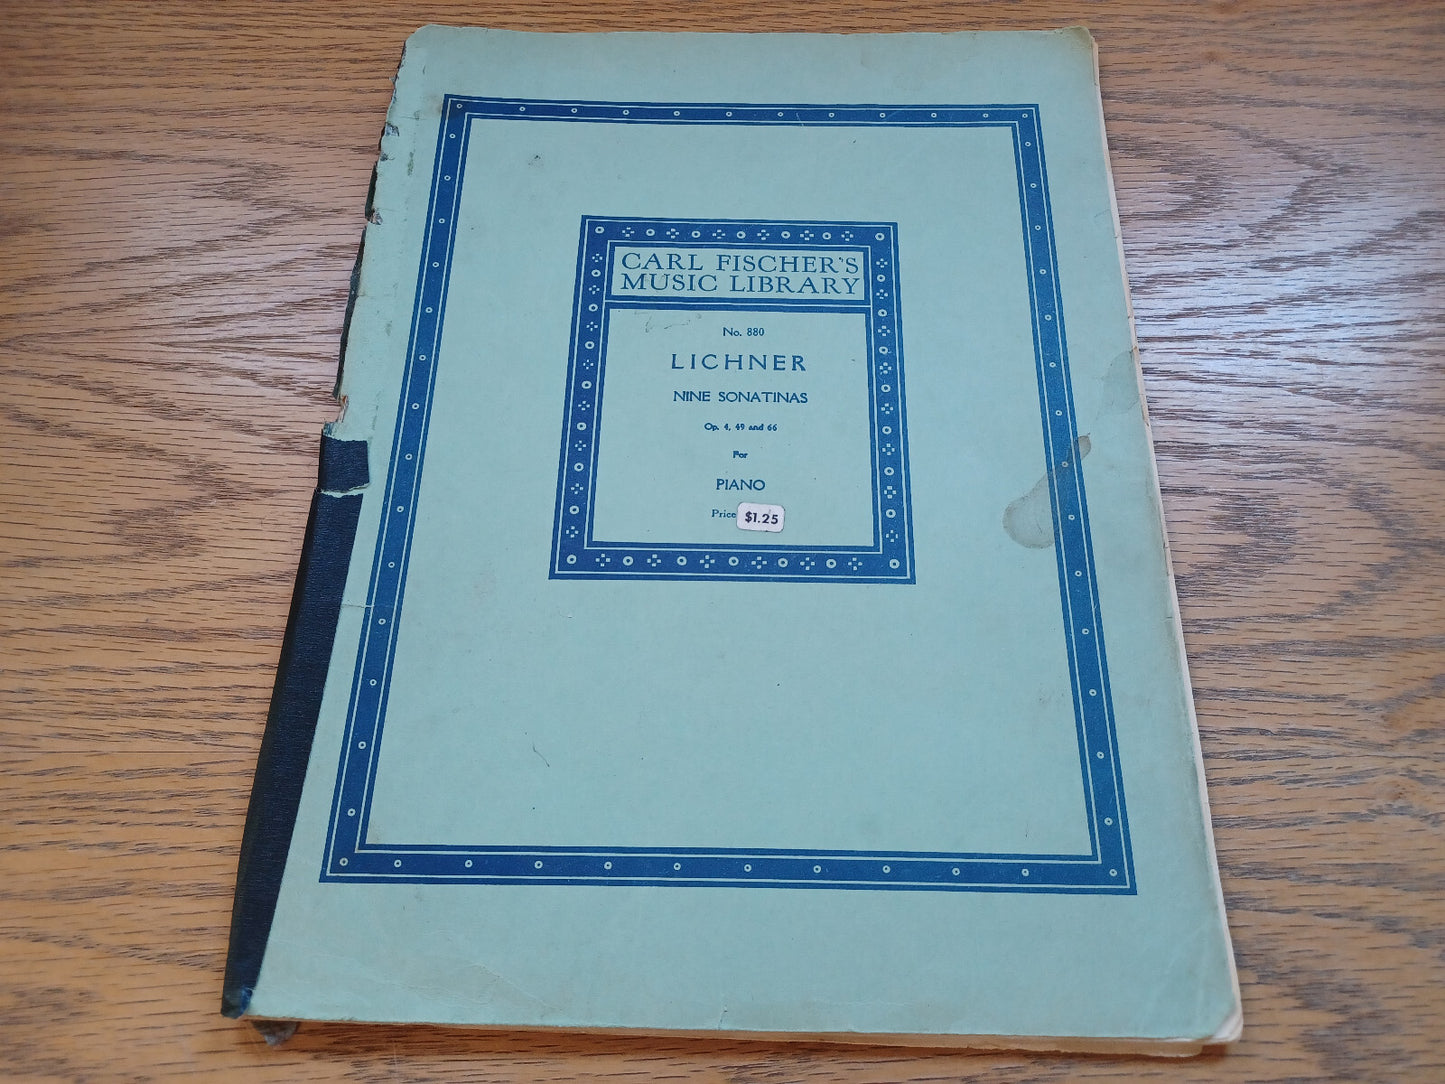 CARL FISCHER'S
MUSIC LIBRARY
No. 880
LICHNER
NINE SONATINAS
Op. 4, 49 and 66
For
PIANO
Price $1.25